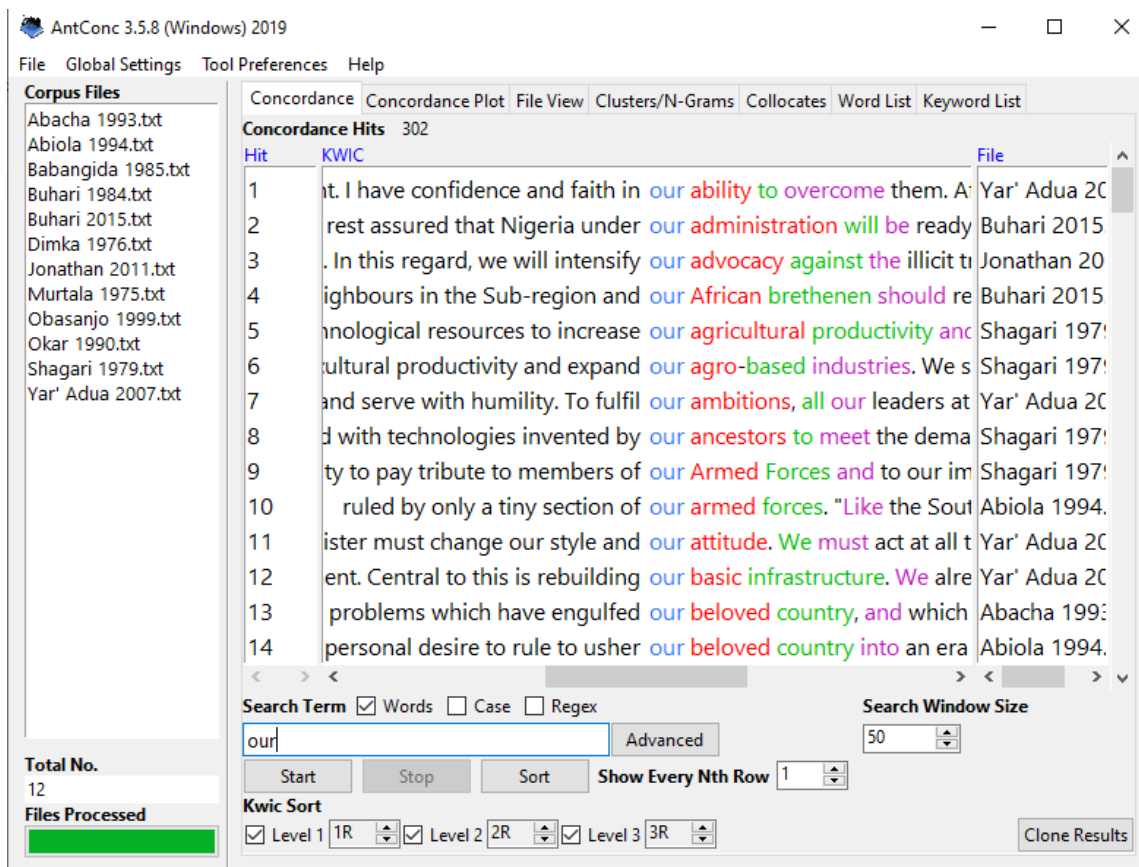 AntConc 3.5.8 (Windows) 2019
File Global Settings Tool Preferences Help
Corpus Files
Abacha 1993.txt
Abiola 1994.txt
Babangida 1985.txt
Buhari 1984.txt
Buhari 2015.txt
Dimka 1976.txt
Jonathan 2011.txt
Murtala 1975.txt
Obasanjo 1999.txt
Okar 1990.txt
Shagari 1979.txt
Yar' Adua 2007.txt
Total No.
12
Files Processed
Concordance Concordance Plot File View Clusters/N-Grams Collocates Word List Keyword List
Concordance Hits 302
Hit KWIC File
1 nt. I have confidence and faith in our ability to overcome them. Af Yar' Adua 20
2 rest assured that Nigeria under our administration will be ready Buhari 2015.
3 . In this regard, we will intensify our advocacy against the illicit tr Jonathan 20
4 ighbours in the Sub-region and our African brethenen should re Buhari 2015.
5 hnological resources to increase our agricultural productivity and Shagari 1979
6 ultural productivity and expand our agro-based industries. We s Shagari 1979
7 and serve with humility. To fulfil our ambitions, all our leaders at Yar' Adua 20
8 d with technologies invented by our ancestors to meet the dema Shagari 1979
9 ty to pay tribute to members of our Armed Forces and to our im Shagari 1979
10 ruled by only a tiny section of our armed forces. "Like the Sout Abiola 1994.
11 ister must change our style and our attitude. We must act at all t Yar' Adua 20
12 ent. Central to this is rebuilding our basic infrastructure. We alre Yar' Adua 20
13 problems which have engulfed our beloved country, and which Abacha 1993
14 personal desire to rule to usher our beloved country into an era Abiola 1994.
Search Term Words Case Regex Search Window Size
our Advanced 50
Start Stop Sort Show Every Nth Row 1
Kwic Sort
Level 1 1R Level 2 2R Level 3 3R Clone Results